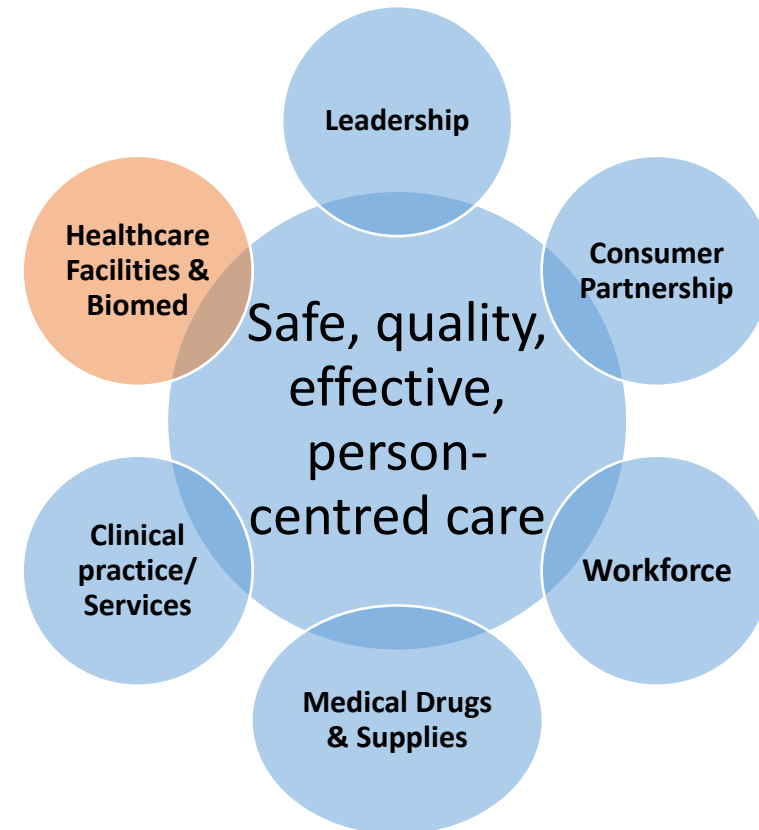 Leadership
Healthcare
Facilities &
Biomed
Consumer
Partnership
Safe, quality,
effective,
person-
centred care
Clinical
practice/
Services
Workforce
Medical Drugs
& Supplies